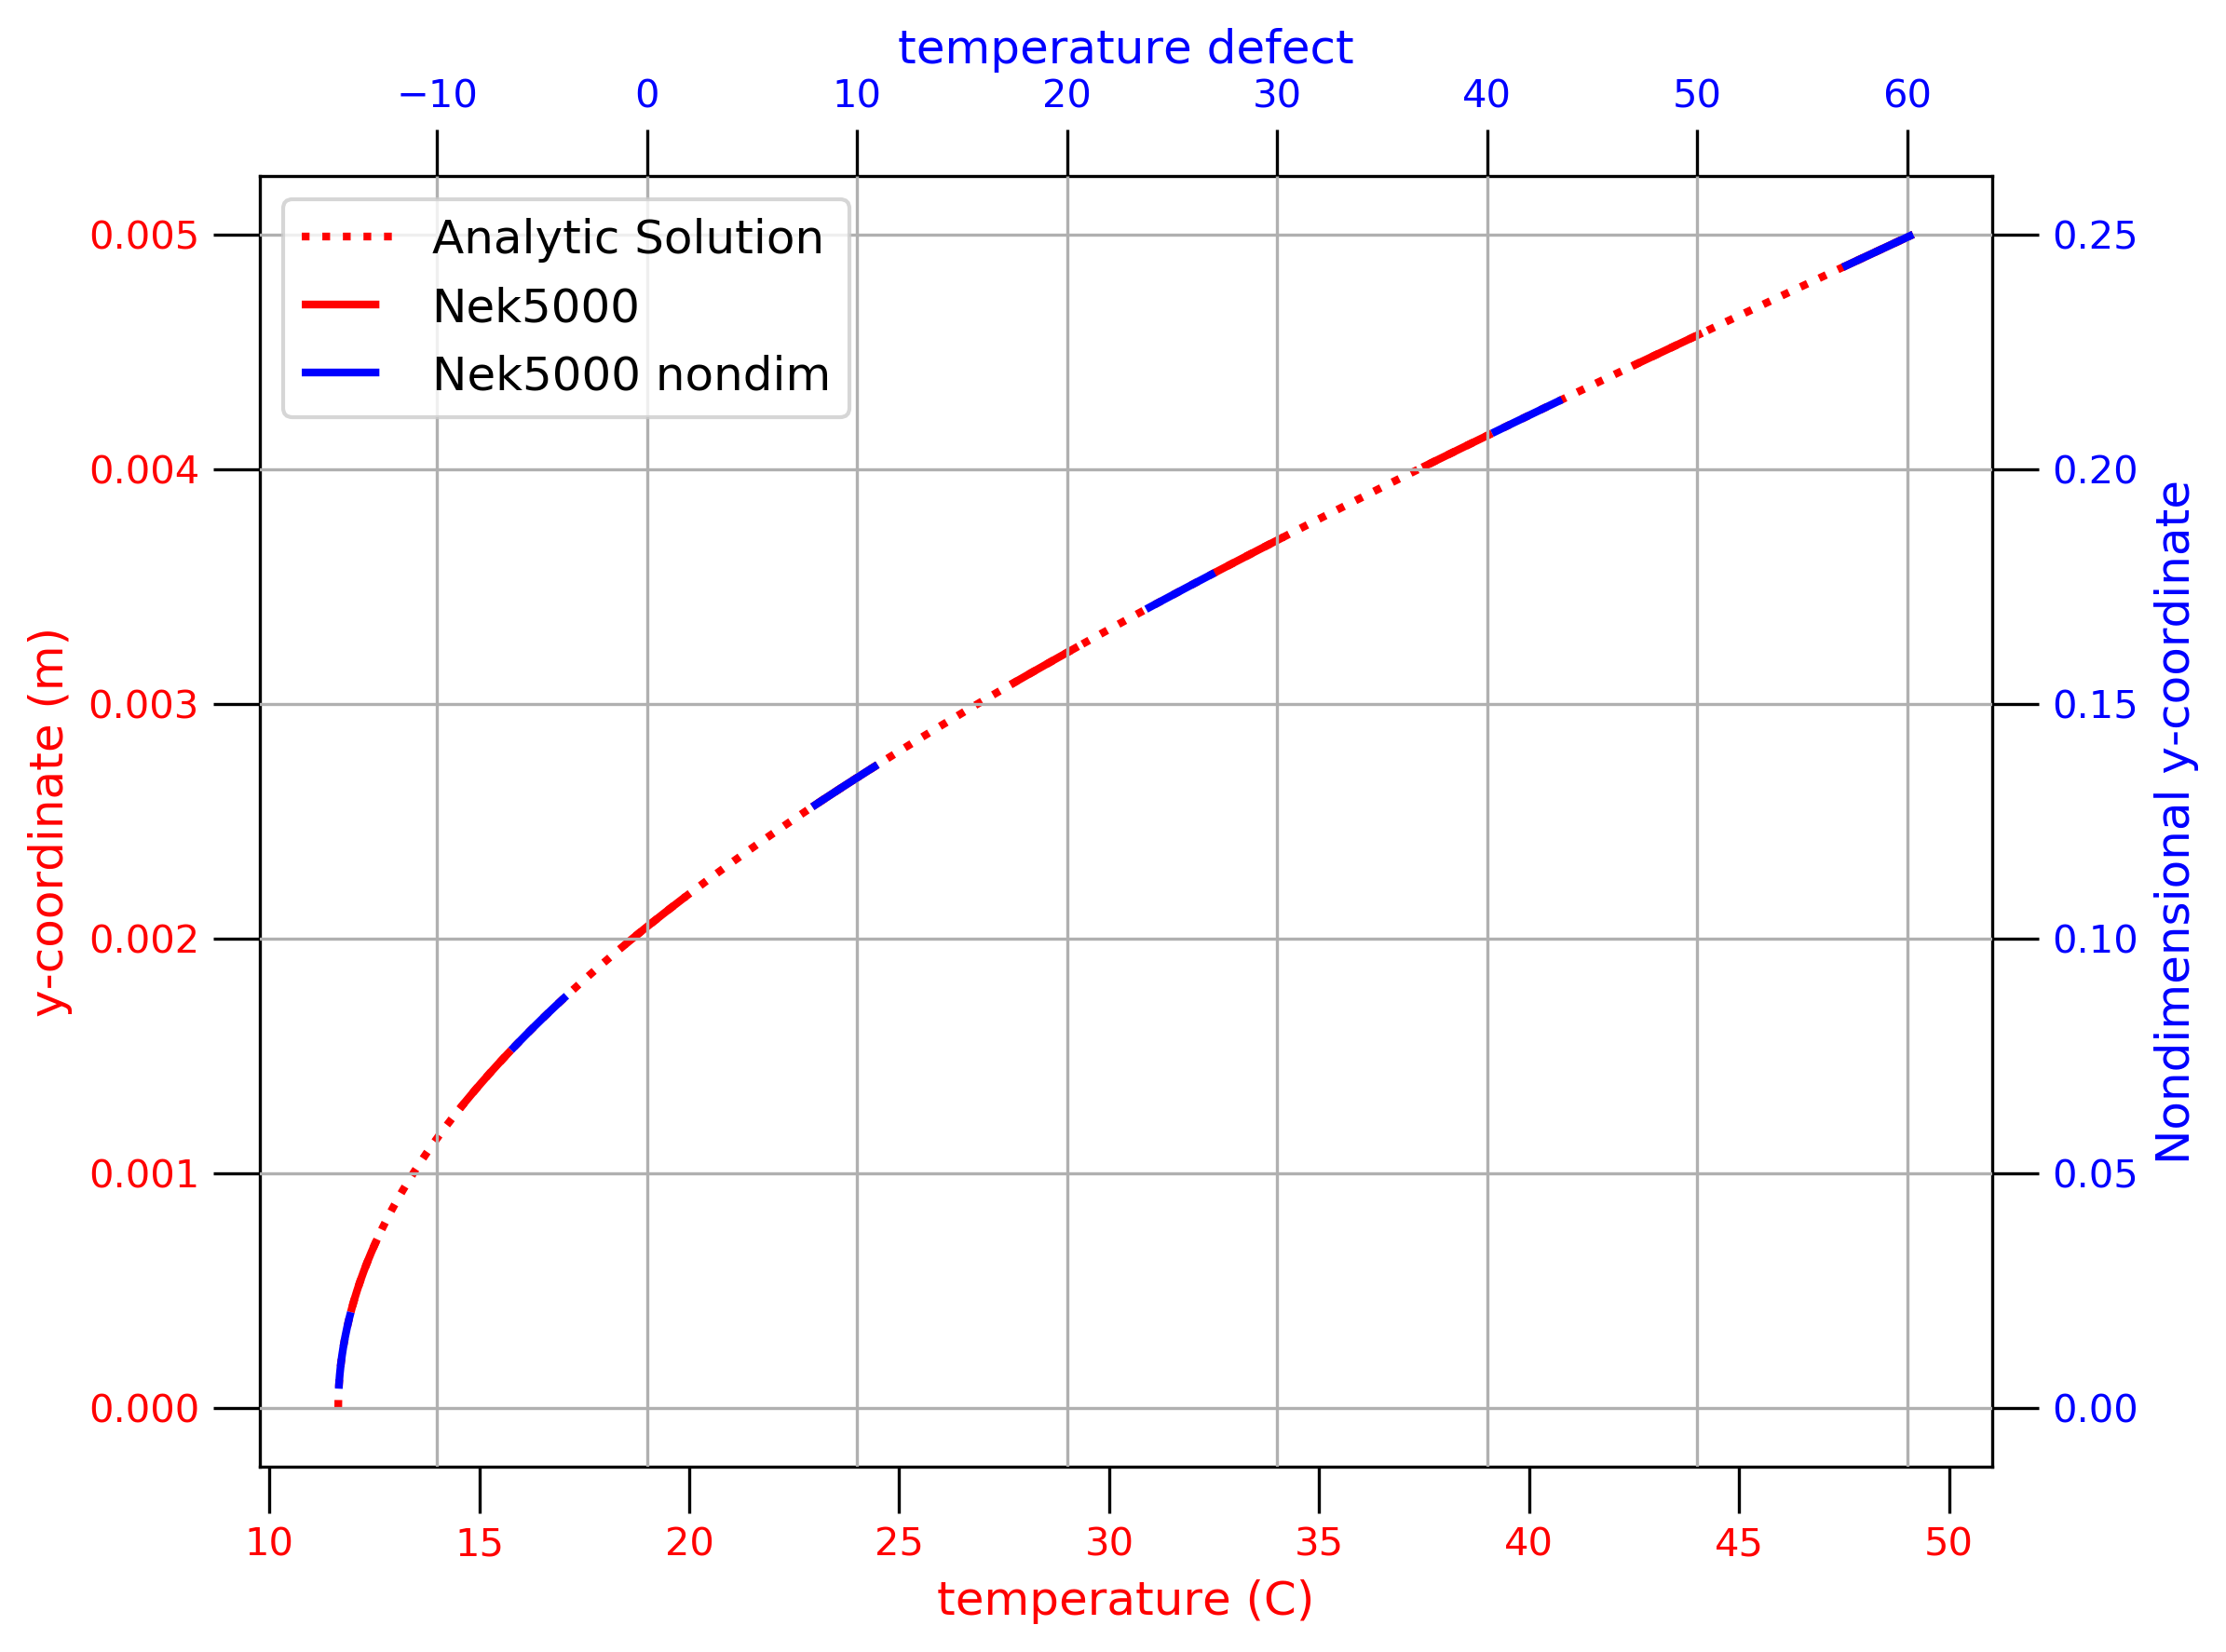 temperature defect
−10 0 10 20 30 40 50 60
Analytic Solution
Nek5000
Nek5000 nondim
y-coordinate (m)
0.005
0.004
0.003
0.002
0.001
0.000
0.25
0.20
0.15
0.10
0.05
0.00
Nondimensional y-coordinate
10 15 20 25 30 35 40 45 50
temperature (C)